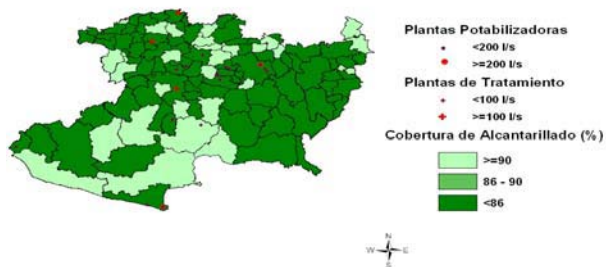 Plantas Potabilizadoras
<200 l/s
>=200 l/s
Plantas de Tratamiento
<100 l/s
>=100 l/s
Cobertura de Alcantarillado (%)
>=90
86 - 90
<86
N
W E
S